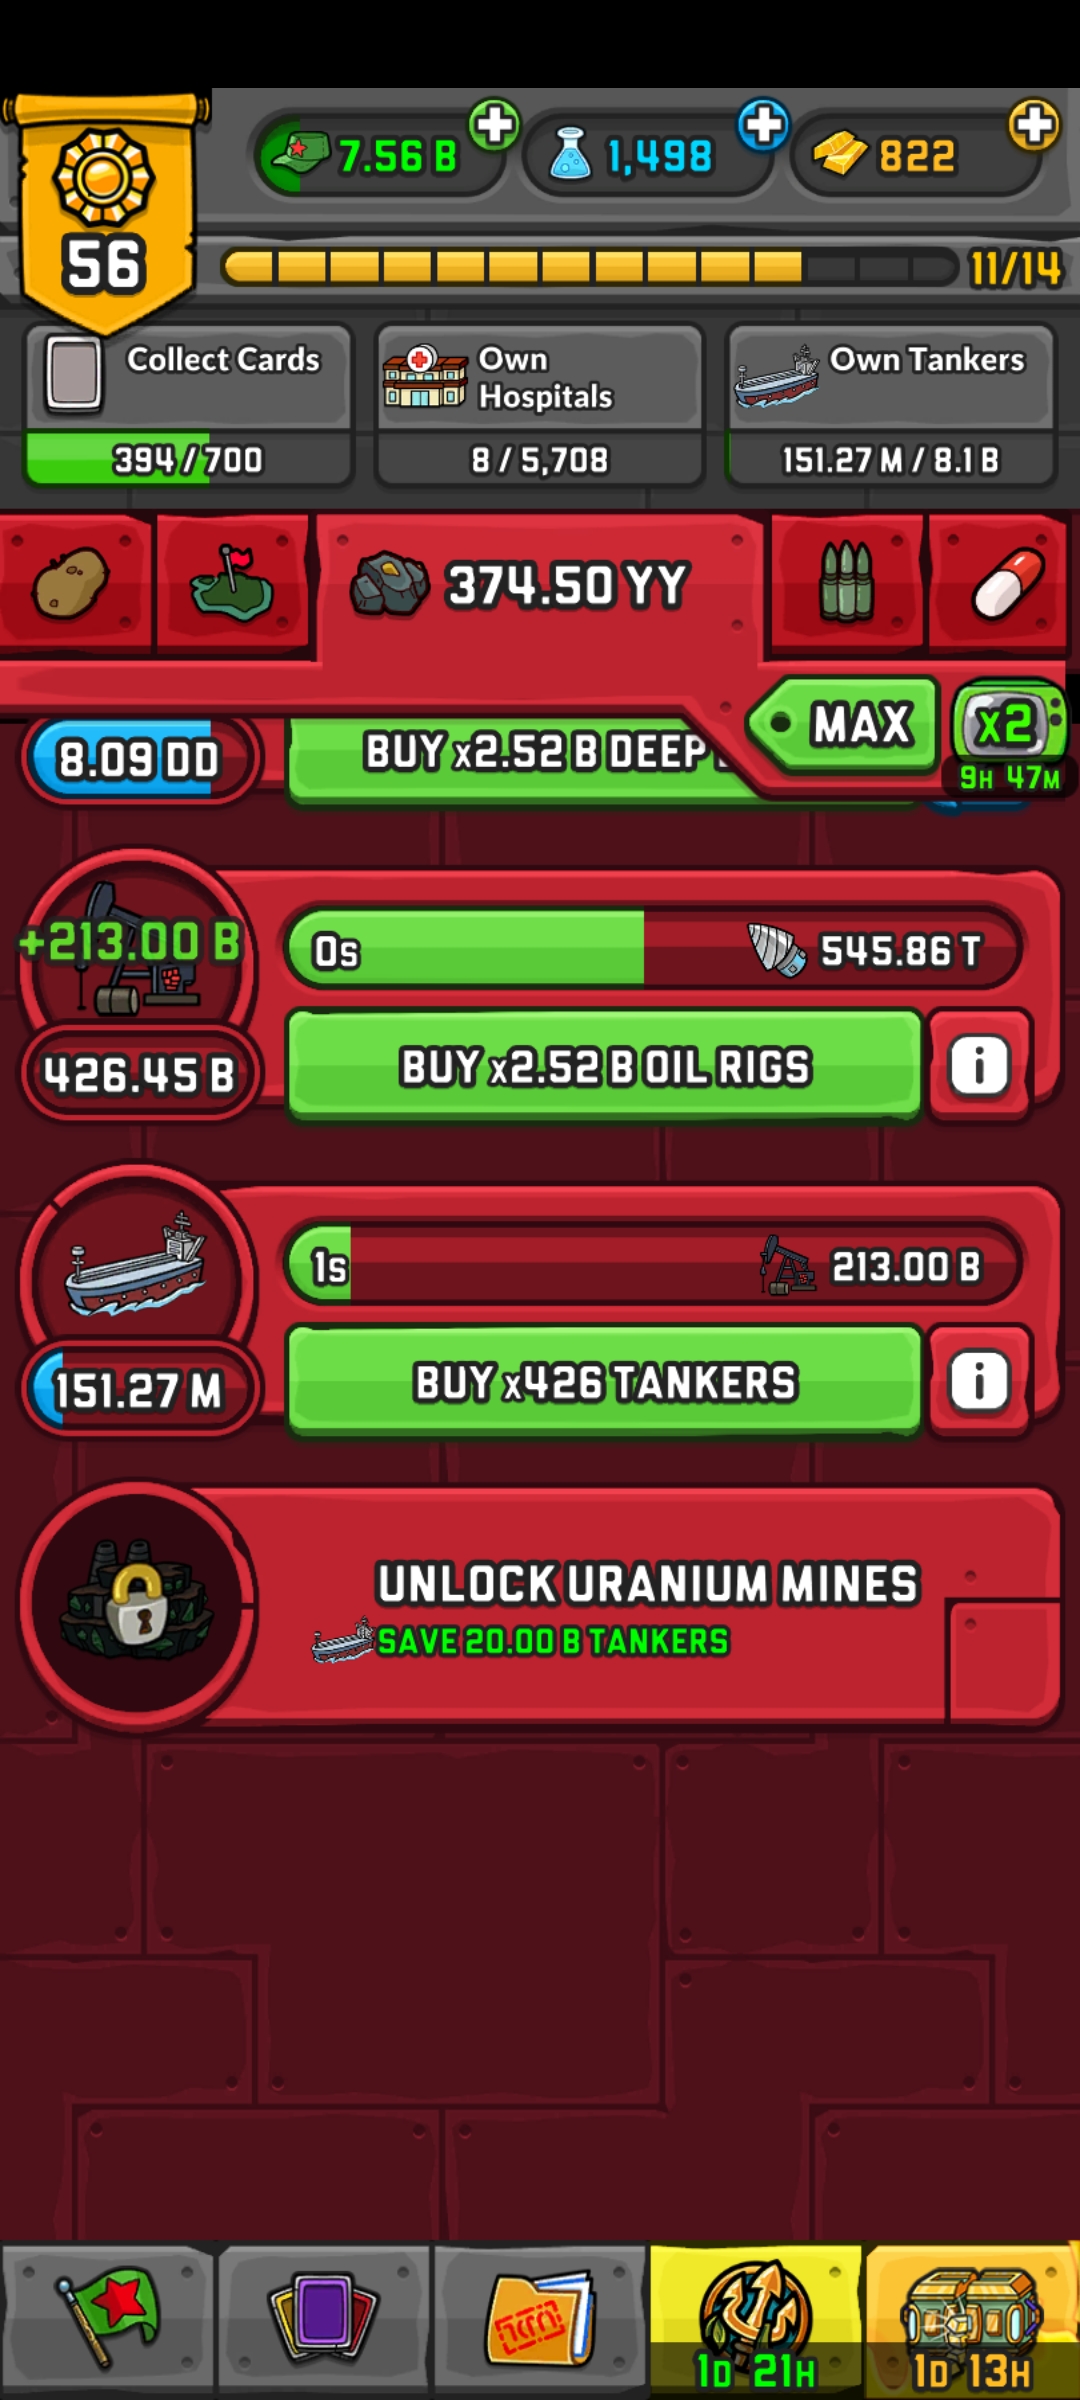 7.56 B
1,498
822
56
11/14
Collect Cards
394/700
Own
Hospitals
8/5,708
Own Tankers
151.27 M/8.1 B
374.50 YY
MAX
x2
9H 47M
8.09 DD
BUY x2.52 B DEEP
+213.00 B
0s
545.86 T
426.45 B
BUY x2.52 B OIL RIGS
i
1s
213.00 B
151.27 M
BUY x426 TANKERS
i
UNLOCK URANIUM MINES
SAVE 20.00 B TANKERS
1D 21H
1D 13H